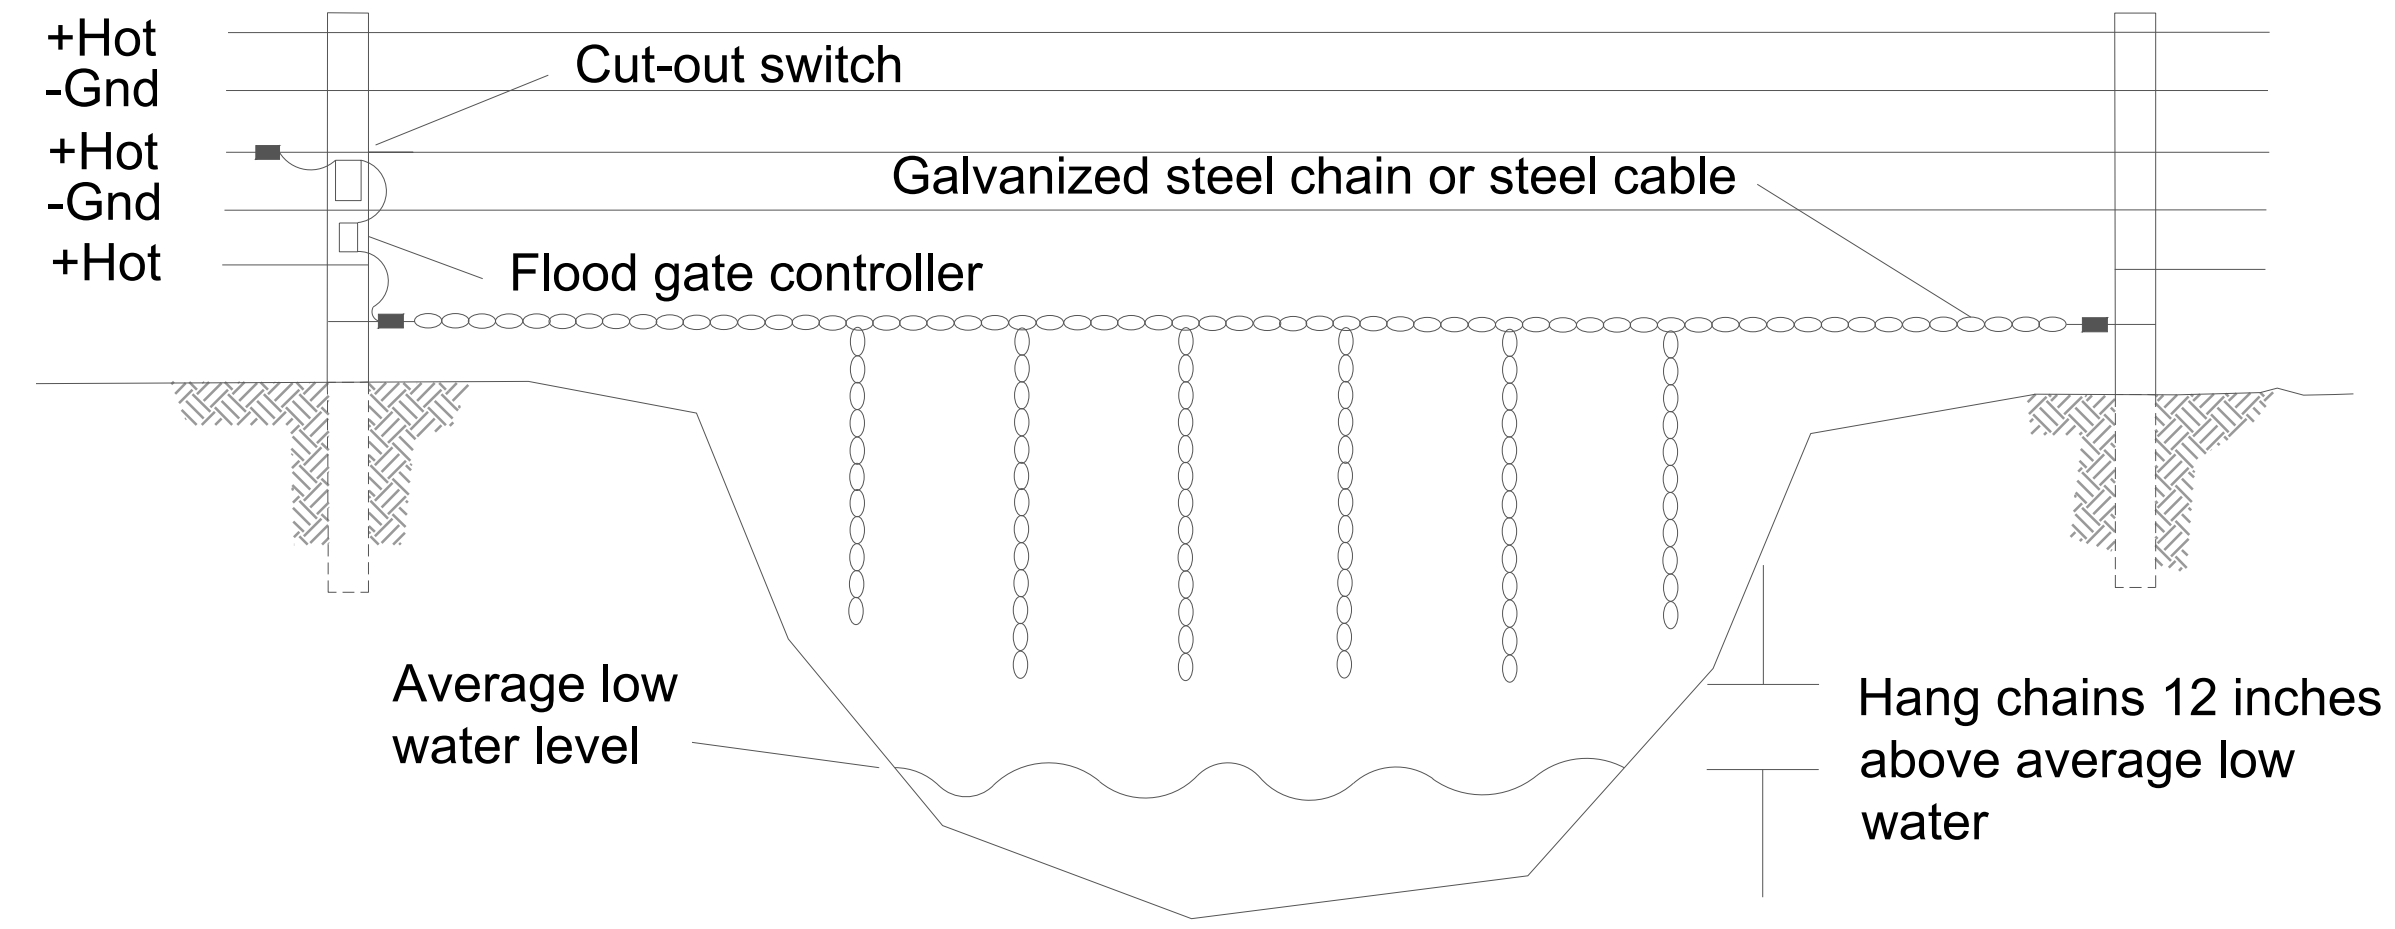 +Hot
-Gnd
+Hot
-Gnd
+Hot
Cut-out switch
Galvanized steel chain or steel cable
Flood gate controller
Average low
water level
Hang chains 12 inches
above average low
water